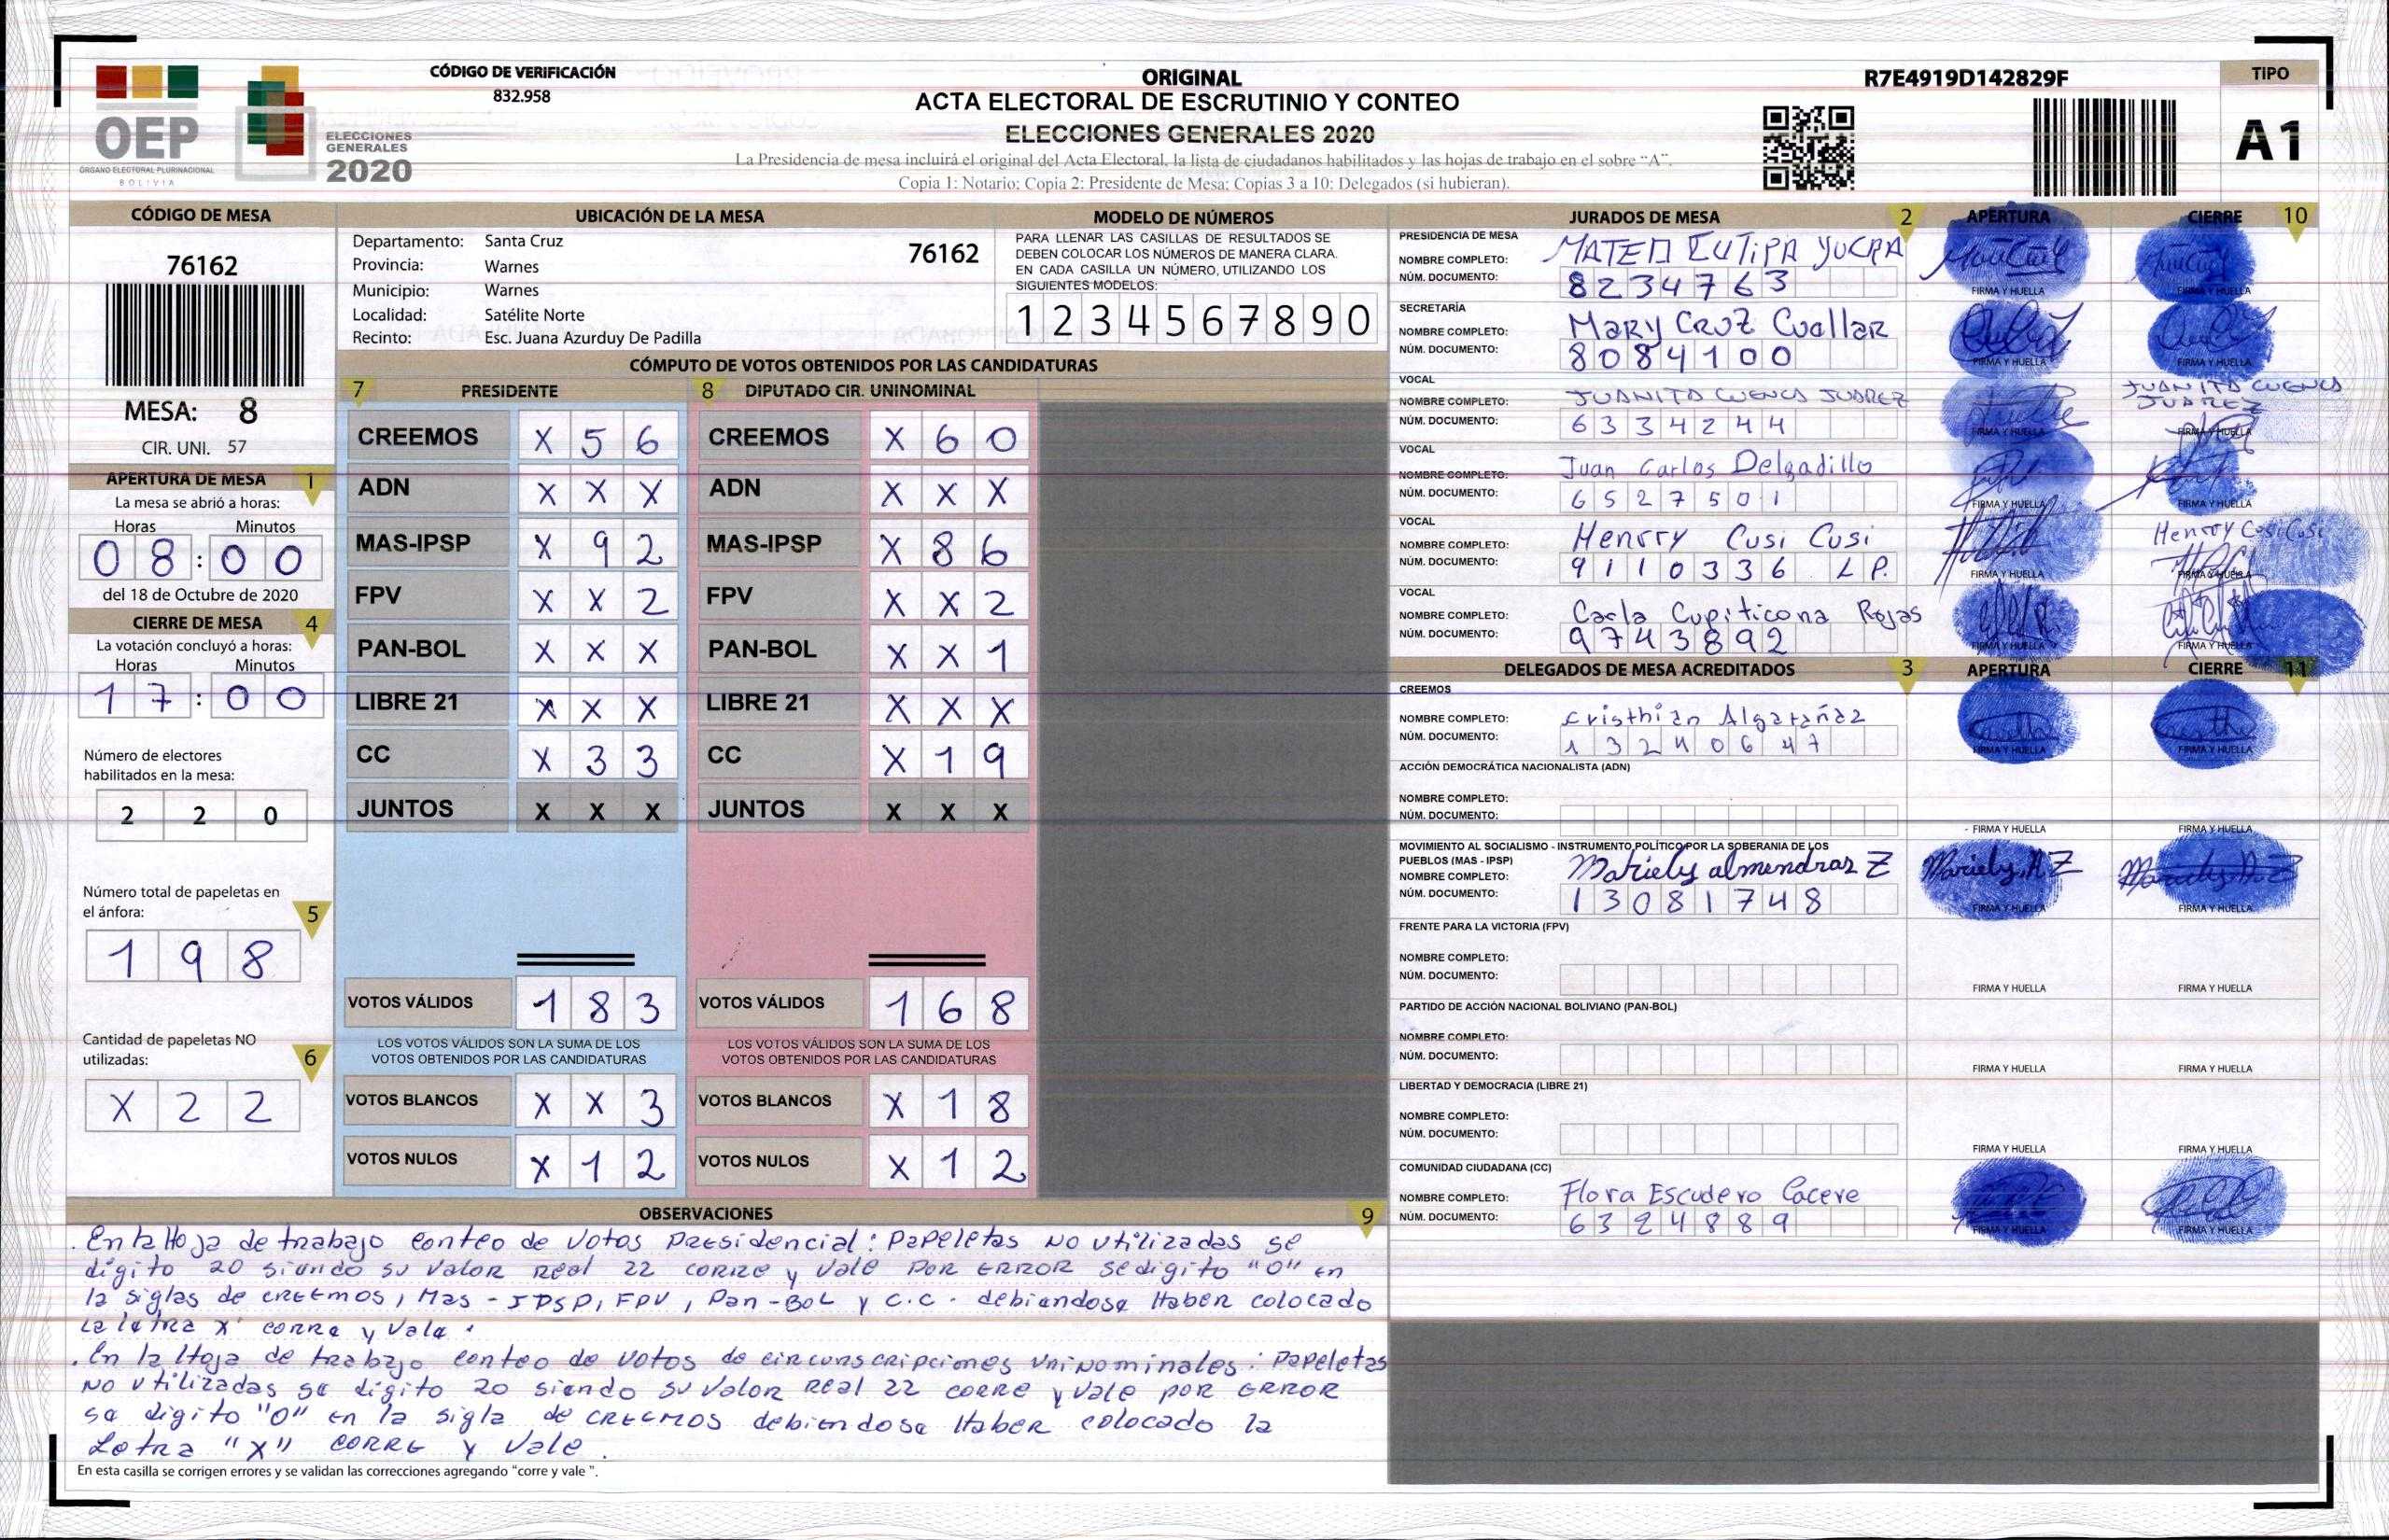 OEP
ÓRGANO ELECTORAL PLURINACIONAL
BOLIVIA
ELECCIONES
GENERALES
2020
CÓDIGO DE VERIFICACIÓN
832.958
ORIGINAL
ACTA ELECTORAL DE ESCRUTINIO Y CONTEO
ELECCIONES GENERALES 2020
La Presidencia de mesa incluirá el original del Acta Electoral, la lista de ciudadanos habilitados y las hojas de trabajo en el sobre “A”.
Copia 1: Notario; Copia 2: Presidente de Mesa; Copias 3 a 10: Delegados (si hubieran).
R7E4919D142829F
TIPO
A1
CÓDIGO DE MESA
76162
MESA: 8
CIR. UNI. 57
APERTURA DE MESA 1
La mesa se abrió a horas:
Horas Minutos
08:00
del 18 de Octubre de 2020
CIERRE DE MESA 4
La votación concluyó a horas:
Horas Minutos
17:00
Número de electores
habilitados en la mesa:
2 2 0
Número total de papeletas en
el ánfora: 5
1 9 8
Cantidad de papeletas NO
utilizadas: 6
X 2 2
UBICACIÓN DE LA MESA
Departamento: Santa Cruz 76162
Provincia: Warnes
Municipio: Warnes
Localidad: Satélite Norte
Recinto: Esc. Juana Azurduy De Padilla
MODELO DE NÚMEROS
PARA LLENAR LAS CASILLAS DE RESULTADOS SE
DEBEN COLOCAR LOS NÚMEROS DE MANERA CLARA.
EN CADA CASILLA UN NÚMERO, UTILIZANDO LOS
SIGUIENTES MODELOS:
1 2 3 4 5 6 7 8 9 0
CÓMPUTO DE VOTOS OBTENIDOS POR LAS CANDIDATURAS
7 PRESIDENTE
CREEMOS X 5 6
ADN X X X
MAS-IPSP X 9 2
FPV X X 2
PAN-BOL X X X
LIBRE 21 X X X
CC X 3 3
JUNTOS X X X
VOTOS VÁLIDOS 1 8 3
LOS VOTOS VÁLIDOS SON LA SUMA DE LOS
VOTOS OBTENIDOS POR LAS CANDIDATURAS
VOTOS BLANCOS X X 3
VOTOS NULOS X 1 2
8 DIPUTADO CIR. UNINOMINAL
CREEMOS X 6 0
ADN X X X
MAS-IPSP X 8 6
FPV X X 2
PAN-BOL X X 1
LIBRE 21 X X X
CC X 1 9
JUNTOS X X X
VOTOS VÁLIDOS 1 6 8
LOS VOTOS VÁLIDOS SON LA SUMA DE LOS
VOTOS OBTENIDOS POR LAS CANDIDATURAS
VOTOS BLANCOS X 1 8
VOTOS NULOS X 1 2
OBSERVACIONES 9
. En la Hoja de trabajo conteo de Votos PRESidencial: PAPELETAS NO utilizadas se
digito 20 siendo su valor real 22 CORRE y vale POR ERROR se digito "0" en
la siglas de CREEMOS, Mas - IPSP, FPV, Pan-BoL y C.C. debiendose Haber colocado
La letra X' corre y vale.
. En la Hoja de trabajo conteo de votos de circunscripciones uninominales: Papeletas
No utilizadas se digito 20 siendo su valor real 22 corre y vale por ERROR
se digito "0" en la sigla de CREEMOS debiendose Haber colocado la
Letra "X" CORRE y vale.
En esta casilla se corrigen errores y se validan las correcciones agregando “corre y vale ”.
JURADOS DE MESA 2 APERTURA CIERRE 10
PRESIDENCIA DE MESA
NOMBRE COMPLETO: MATEO CUTIPA YUCRA
NÚM. DOCUMENTO: 8234763
FIRMA Y HUELLA FIRMA Y HUELLA
SECRETARÍA
NOMBRE COMPLETO: Mary Cruz Cuallar
NÚM. DOCUMENTO: 8084100
FIRMA Y HUELLA FIRMA Y HUELLA
VOCAL
NOMBRE COMPLETO: JUANITA CUENCA JUAREZ
JUANITA CUENCA
JUAREZ
NÚM. DOCUMENTO: 6334244
FIRMA Y HUELLA FIRMA Y HUELLA
VOCAL
NOMBRE COMPLETO: Juan Carlos Delgadillo
NÚM. DOCUMENTO: 6527501
FIRMA Y HUELLA FIRMA Y HUELLA
VOCAL
NOMBRE COMPLETO: Henrry Cusi Cusi
Henrry Cusi Cusi
NÚM. DOCUMENTO: 9110336 LP.
FIRMA Y HUELLA FIRMA Y HUELLA
VOCAL
NOMBRE COMPLETO: Carla Cupiticona Rojas
NÚM. DOCUMENTO: 9743892
FIRMA Y HUELLA
DELEGADOS DE MESA ACREDITADOS 3 APERTURA CIERRE 11
CREEMOS
NOMBRE COMPLETO: Cristhian Algarañaz
NÚM. DOCUMENTO: 13240647
FIRMA Y HUELLA FIRMA Y HUELLA
ACCIÓN DEMOCRÁTICA NACIONALISTA (ADN)
NOMBRE COMPLETO:
NÚM. DOCUMENTO:
FIRMA Y HUELLA FIRMA Y HUELLA
MOVIMIENTO AL SOCIALISMO - INSTRUMENTO POLÍTICO POR LA SOBERANIA DE LOS
PUEBLOS (MAS - IPSP)
NOMBRE COMPLETO: Mariely almendras Z
Mariely.A Z
NÚM. DOCUMENTO: 13081748
FIRMA Y HUELLA FIRMA Y HUELLA
FRENTE PARA LA VICTORIA (FPV)
NOMBRE COMPLETO:
NÚM. DOCUMENTO:
FIRMA Y HUELLA FIRMA Y HUELLA
PARTIDO DE ACCIÓN NACIONAL BOLIVIANO (PAN-BOL)
NOMBRE COMPLETO:
NÚM. DOCUMENTO:
FIRMA Y HUELLA FIRMA Y HUELLA
LIBERTAD Y DEMOCRACIA (LIBRE 21)
NOMBRE COMPLETO:
NÚM. DOCUMENTO:
FIRMA Y HUELLA FIRMA Y HUELLA
COMUNIDAD CIUDADANA (CC)
NOMBRE COMPLETO: Flora Escudero Cacere
NÚM. DOCUMENTO: 6324889
FIRMA Y HUELLA FIRMA Y HUELLA